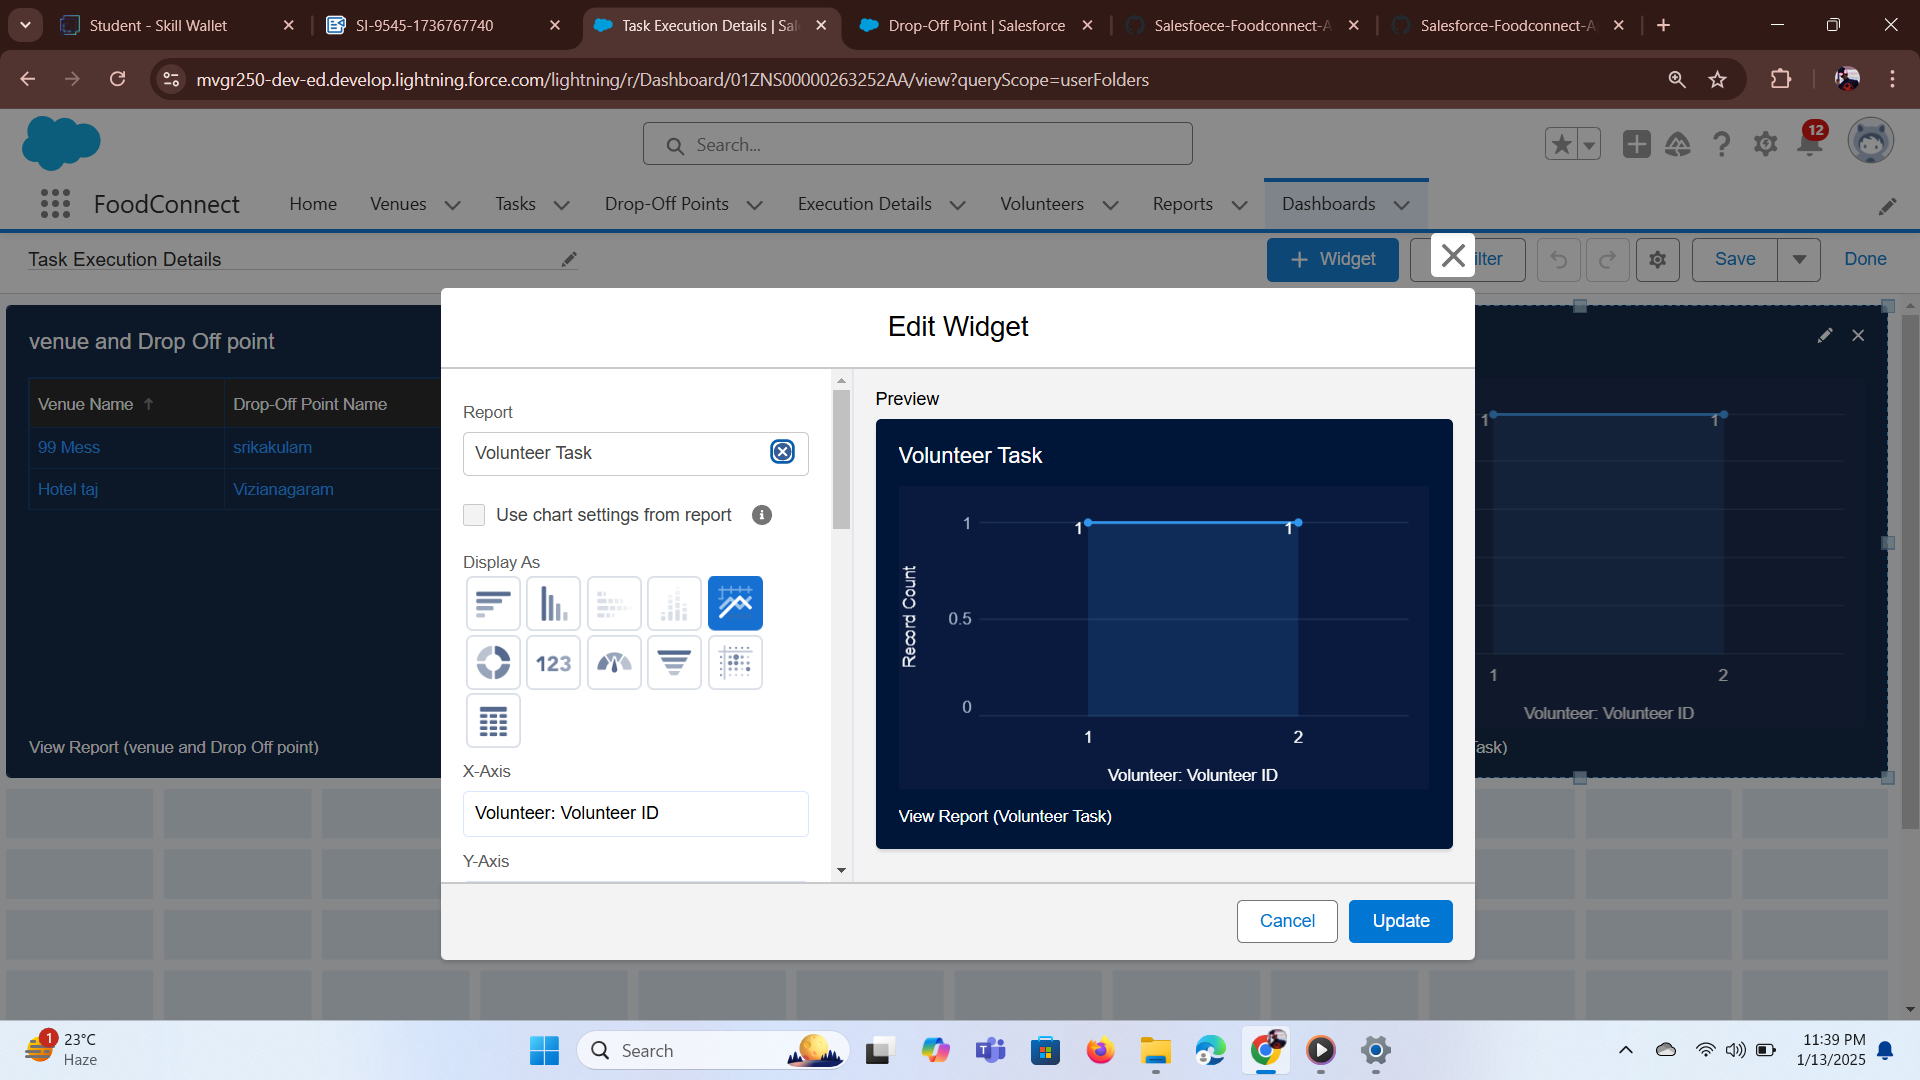 Student - Skill Wallet
SI-9545-1736767740
Task Execution Details | Sal
Drop-Off Point | Salesforce
Salesfoece-Foodconnect-A
Salesforce-Foodconnect-A
mvgr250-dev-ed.develop.lightning.force.com/lightning/r/Dashboard/01ZNS00000263252AA/view?queryScope=userFolders
Search...
12
FoodConnect
Home
Venues
Tasks
Drop-Off Points
Execution Details
Volunteers
Reports
Dashboards
Task Execution Details
+ Widget
ilter
Save
Done
Edit Widget
venue and Drop Off point
Venue Name
Drop-Off Point Name
99 Mess
srikakulam
Hotel taj
Vizianagaram
View Report (venue and Drop Off point)
Report
Volunteer Task
Use chart settings from report
Display As
123
X-Axis
Volunteer: Volunteer ID
Y-Axis
Preview
Volunteer Task
Record Count
1
0.5
0
1
1
1
2
Volunteer: Volunteer ID
View Report (Volunteer Task)
1
1
1
2
Volunteer: Volunteer ID
ask)
Cancel
Update
1
23°C
Haze
Search
11:39 PM
1/13/2025